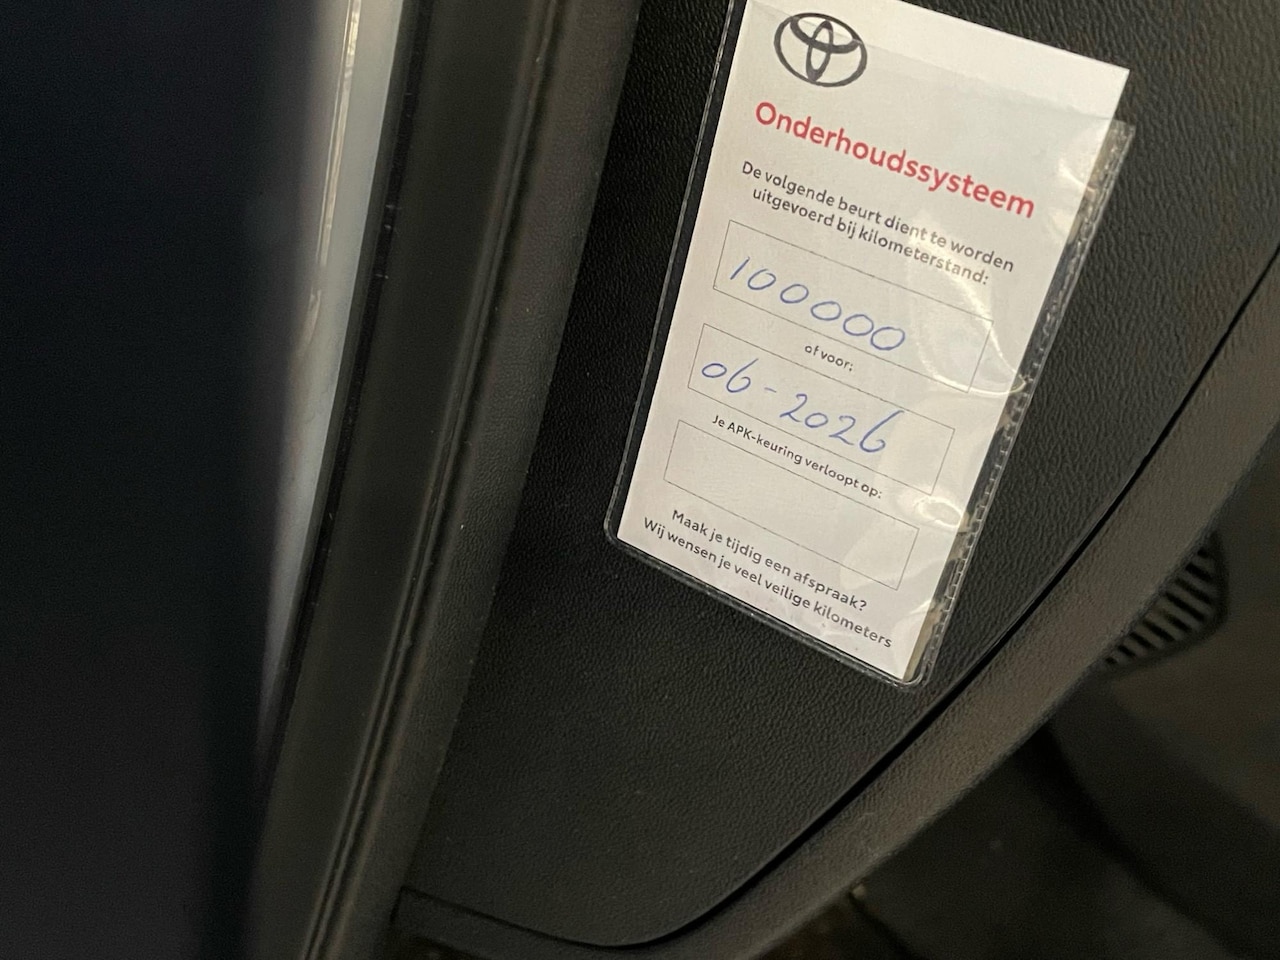 Onderhoudssysteem
De volgende beurt dient te worden
uitgevoerd bij kilometerstand:
100000
of voor:
06-2026
Je APK-keuring verloopt op:
Maak je tijdig een afspraak?
Wij wensen je veel veilige kilometers